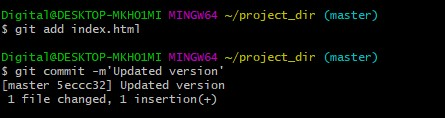 Digital@DESKTOP-MKHO1MI MINGW64 ~/project_dir (master)
$ git add index.html
Digital@DESKTOP-MKHO1MI MINGW64 ~/project_dir (master)
$ git commit -m'Updated version'
[master 5eccc32] Updated version
 1 file changed, 1 insertion(+)